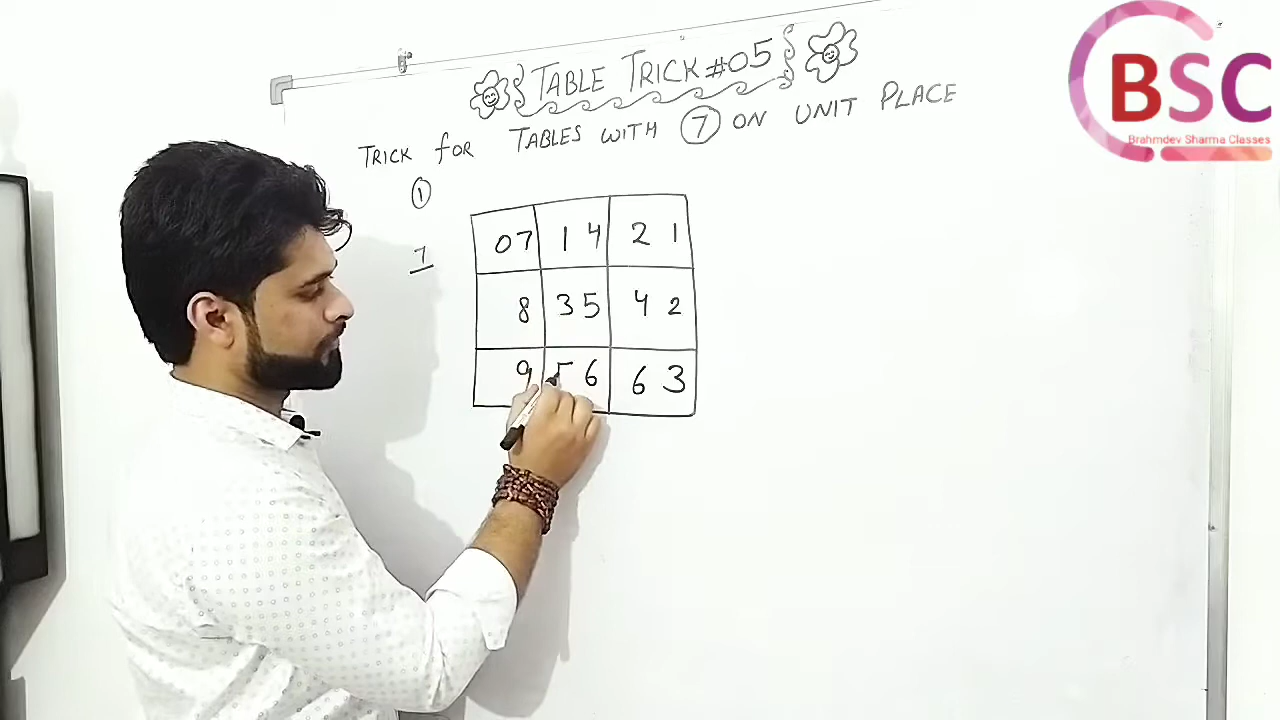 TABLE TRICK #05
TRICK for TABLES WITH 7 ON UNIT PLACE
1
7
07 14 21
8 35 42
9 56 63
BSC
Brahmdev Sharma Classes